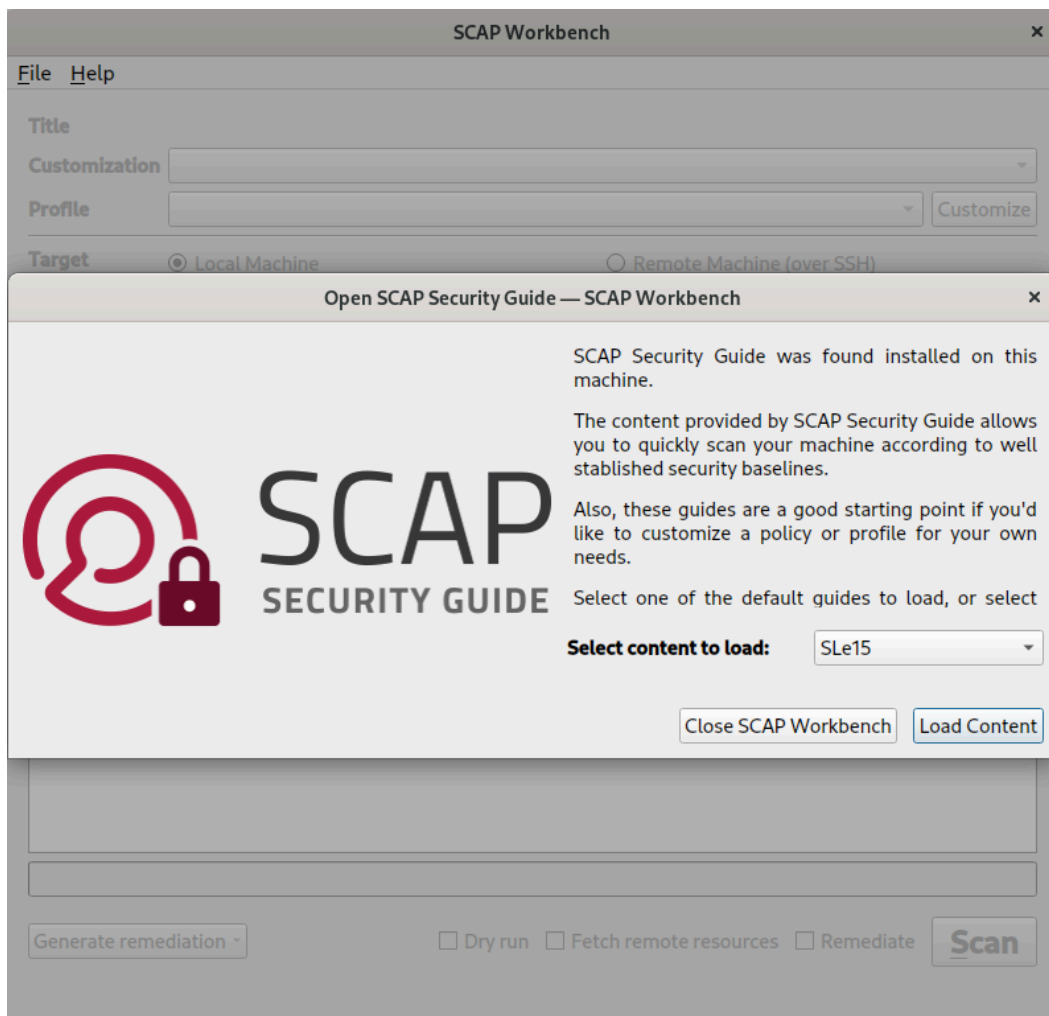 SCAP Workbench ×
File Help
Title
Customization
Profile Customize
Target Local Machine Remote Machine (over SSH)
Open SCAP Security Guide — SCAP Workbench ×
SCAP Security Guide was found installed on this
machine.
The content provided by SCAP Security Guide allows
you to quickly scan your machine according to well
stablished security baselines.
Also, these guides are a good starting point if you'd
like to customize a policy or profile for your own
needs.
Select one of the default guides to load, or select
SCAP
SECURITY GUIDE
Select content to load: SLe15
Close SCAP Workbench Load Content
Generate remediation Dry run Fetch remote resources Remediate Scan